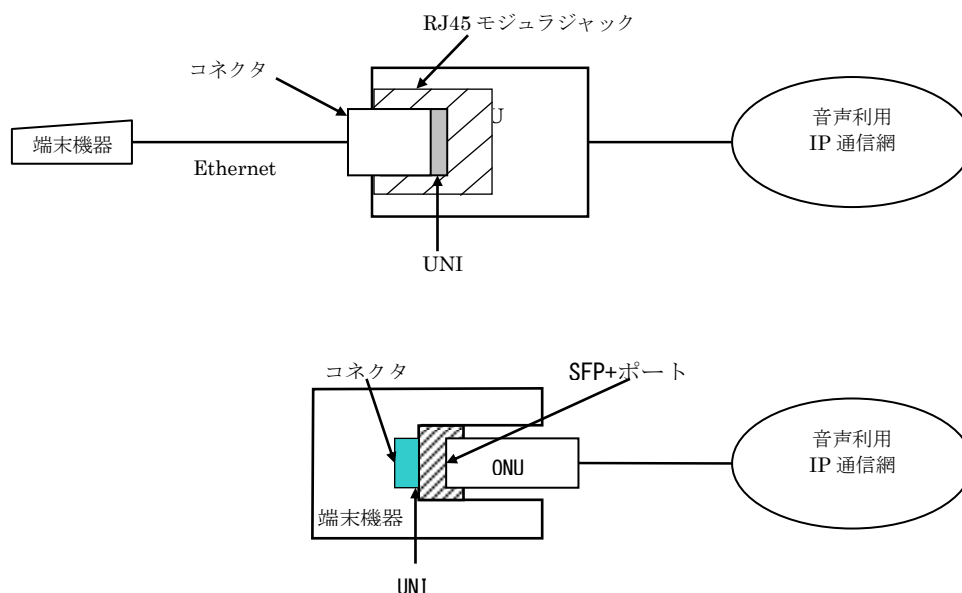 RJ45 モジュラジャック
コネクタ
端末機器
Ethernet
UNI
音声利用
IP 通信網
コネクタ
SFP+ポート
ONU
端末機器
UNI
音声利用
IP 通信網